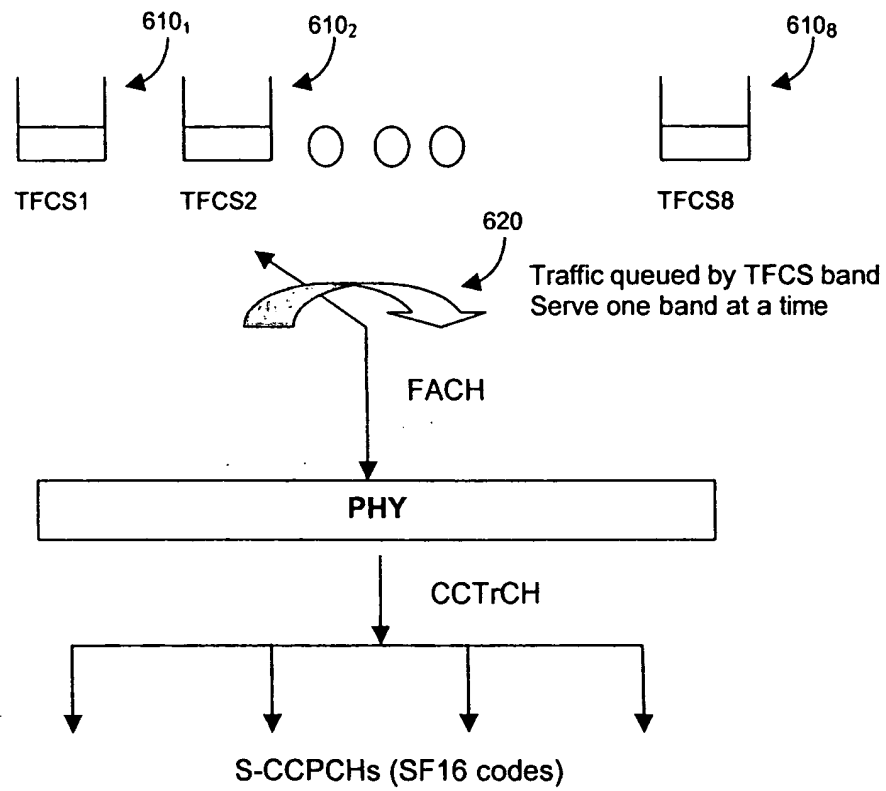 610₁
610₂
610₈
TFCS1
TFCS2
TFCS8
620
Traffic queued by TFCS band
Serve one band at a time
FACH
PHY
CCTrCH
S-CCPCHs (SF16 codes)